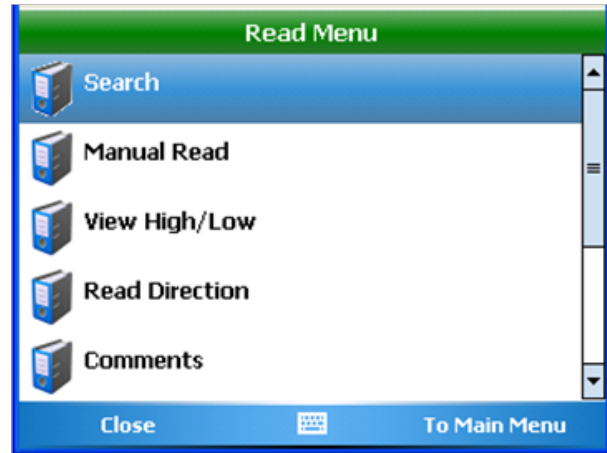 Read Menu
Search
Manual Read
View High/Low
Read Direction
Comments
Close To Main Menu